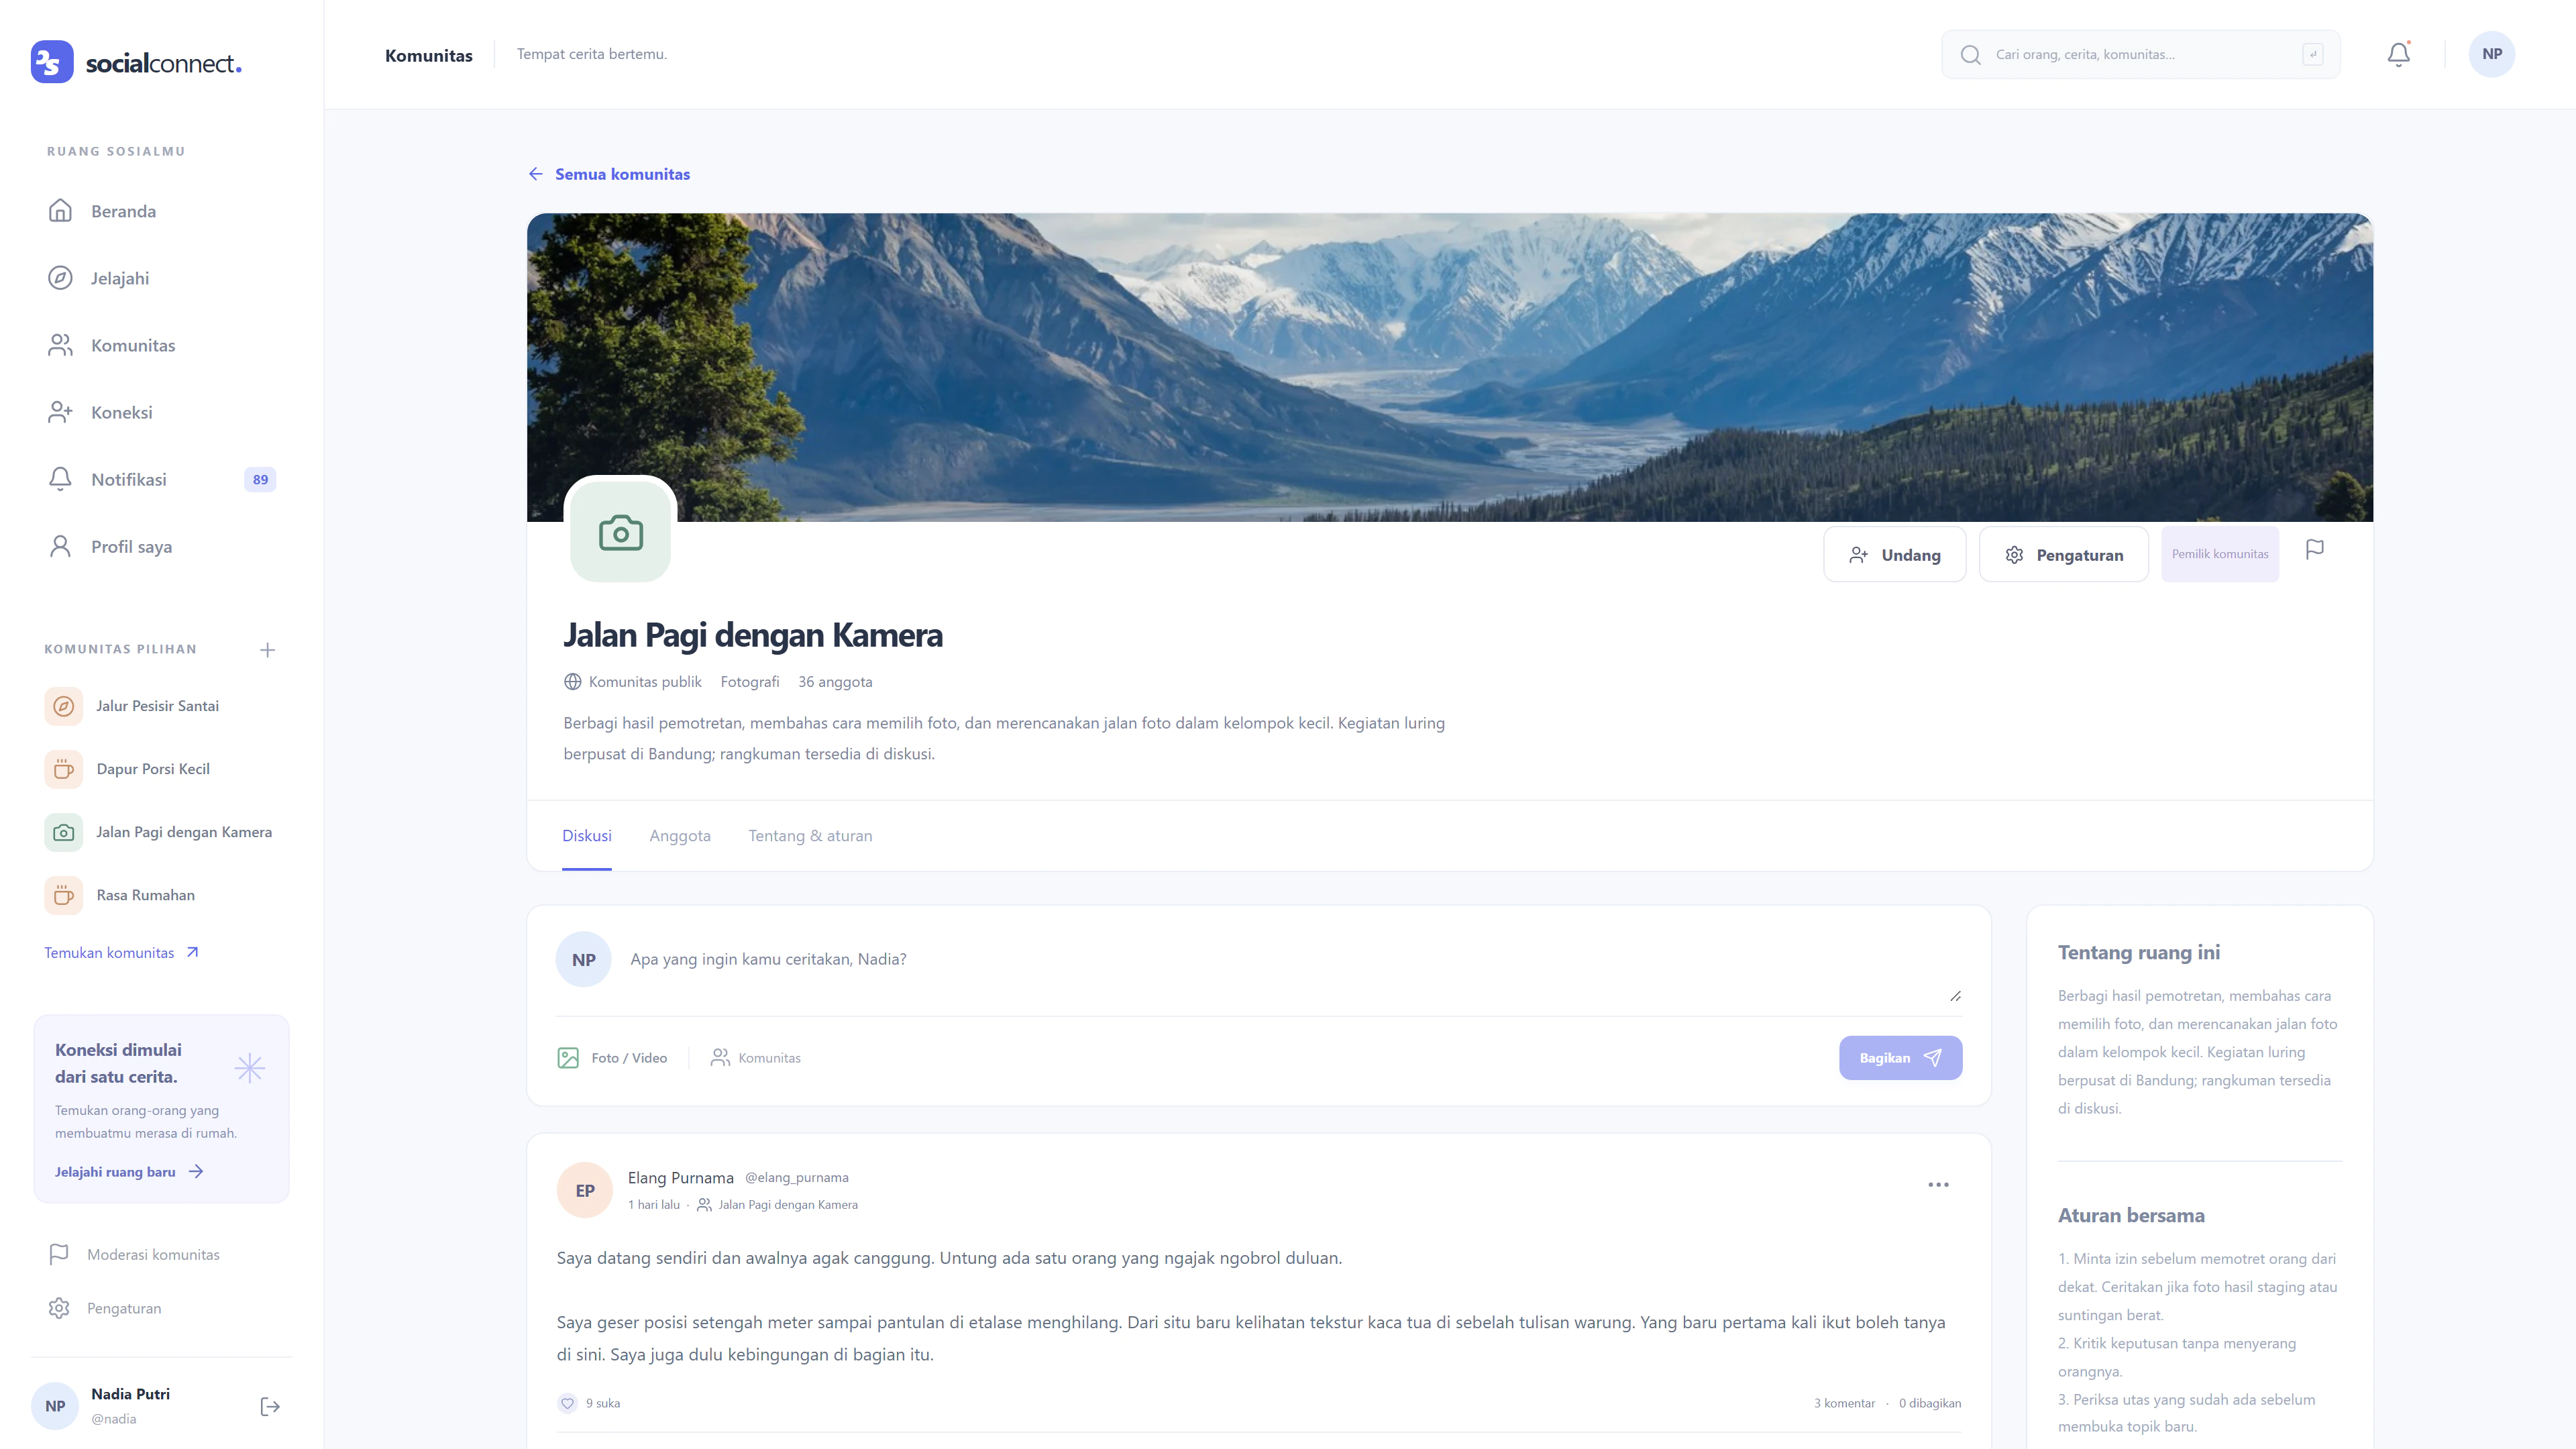 socialconnect.
RUANG SOSIALMU
Beranda
Jelajahi
Komunitas
Koneksi
Notifikasi 89
Profil saya
KOMUNITAS PILIHAN
Jalur Pesisir Santai
Dapur Porsi Kecil
Jalan Pagi dengan Kamera
Rasa Rumahan
Temukan komunitas
Koneksi dimulai
dari satu cerita.
Temukan orang-orang yang
membuatmu merasa di rumah.
Jelajahi ruang baru
Moderasi komunitas
Pengaturan
NP
Nadia Putri
@nadia
Komunitas
Tempat cerita bertemu.
Cari orang, cerita, komunitas...
NP
Semua komunitas
Undang
Pengaturan
Pemilik komunitas
Jalan Pagi dengan Kamera
Komunitas publik Fotografi 36 anggota
Berbagi hasil pemotretan, membahas cara memilih foto, dan merencanakan jalan foto dalam kelompok kecil. Kegiatan luring
berpusat di Bandung; rangkuman tersedia di diskusi.
Diskusi Anggota Tentang & aturan
NP
Apa yang ingin kamu ceritakan, Nadia?
Foto / Video
Komunitas
Bagikan
EP
Elang Purnama @elang_purnama
1 hari lalu · Jalan Pagi dengan Kamera
Saya datang sendiri dan awalnya agak canggung. Untung ada satu orang yang ngajak ngobrol duluan.
Saya geser posisi setengah meter sampai pantulan di etalase menghilang. Dari situ baru kelihatan tekstur kaca tua di sebelah tulisan warung. Yang baru pertama kali ikut boleh tanya
di sini. Saya juga dulu kebingungan di bagian itu.
9 suka
3 komentar · 0 dibagikan
Tentang ruang ini
Berbagi hasil pemotretan, membahas cara
memilih foto, dan merencanakan jalan foto
dalam kelompok kecil. Kegiatan luring
berpusat di Bandung; rangkuman tersedia
di diskusi.
Aturan bersama
1. Minta izin sebelum memotret orang dari
dekat. Ceritakan jika foto hasil staging atau
suntingan berat.
2. Kritik keputusan tanpa menyerang
orangnya.
3. Periksa utas yang sudah ada sebelum
membuka topik baru.